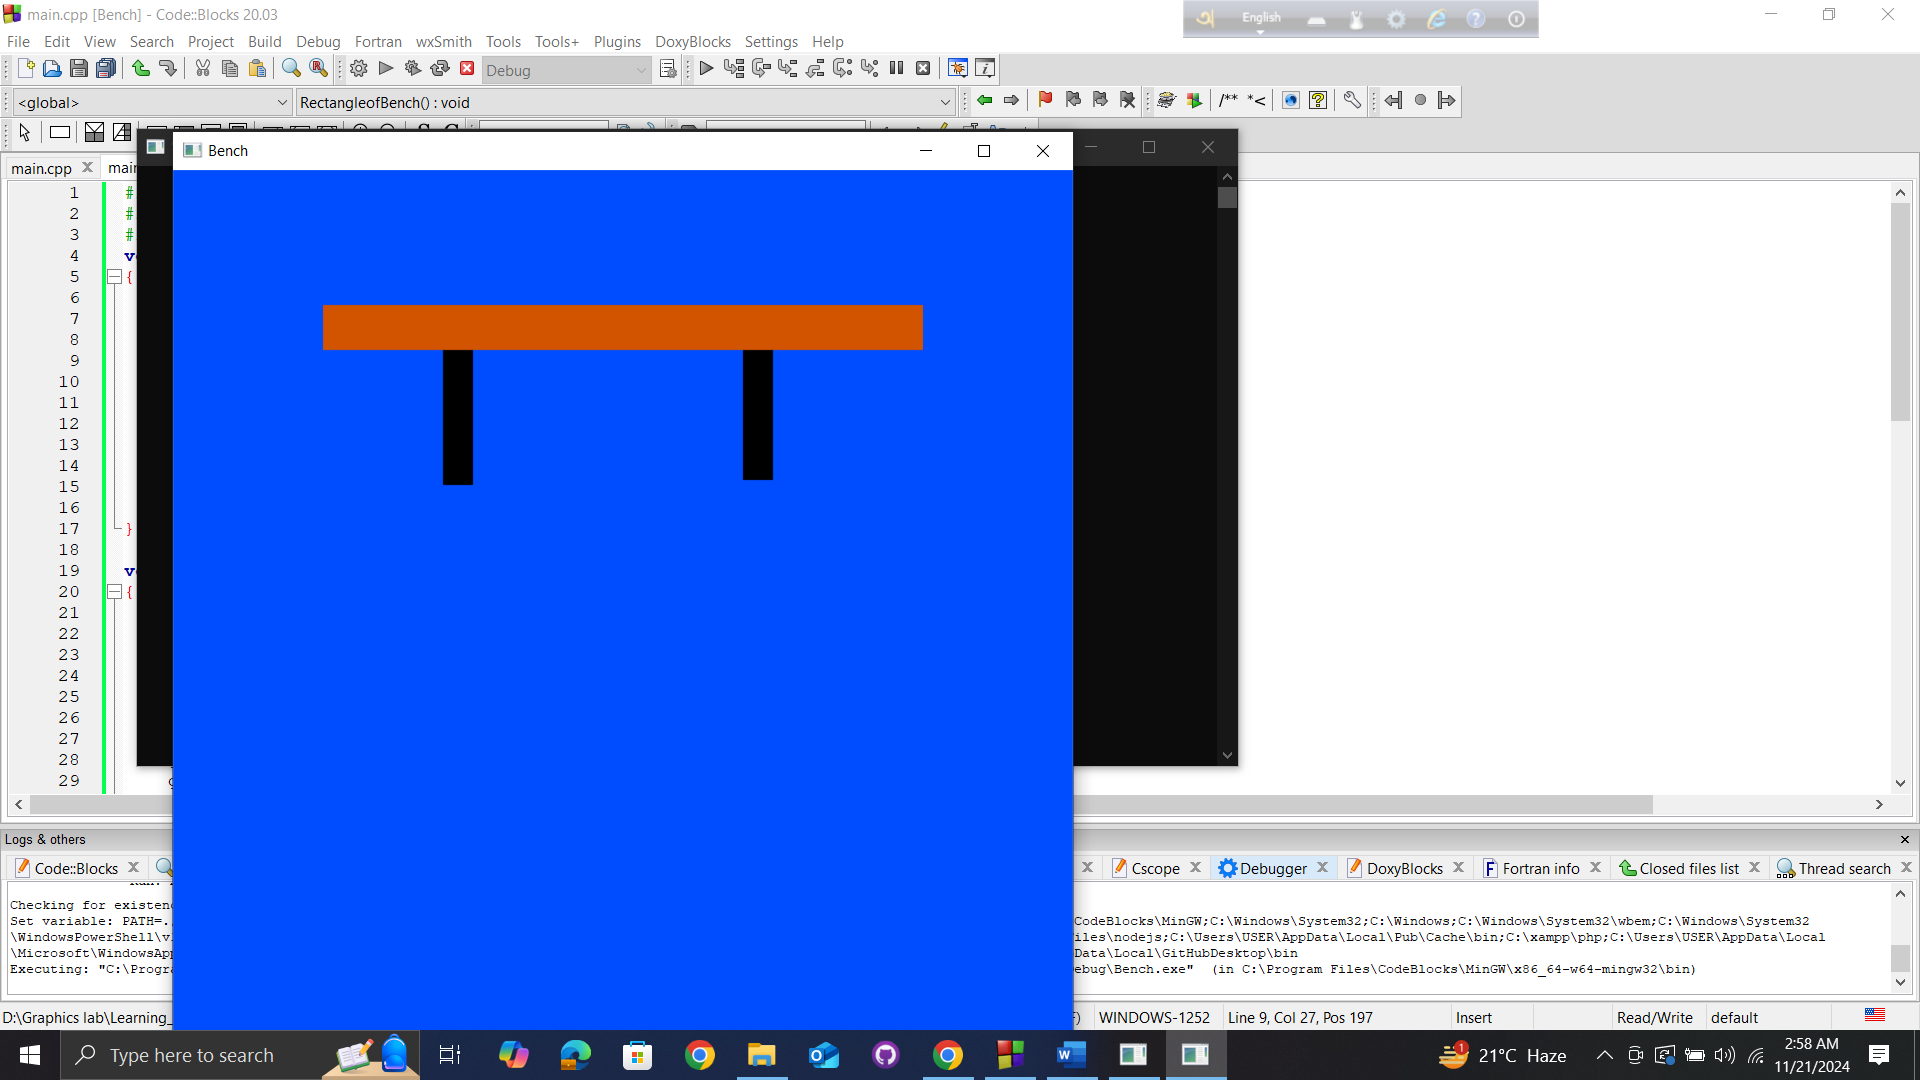 main.cpp [Bench] - Code::Blocks 20.03
English
File Edit View Search Project Build Debug Fortran wxSmith Tools Tools+ Plugins DoxyBlocks Settings Help
Debug
<global>
RectangleofBench() : void
/** *<
main.cpp
main
Bench
1 #
2 #
3 #
4 v
5 {
6
7
8
9
10
11
12
13
14
15
16
17 }
18
19 v
20 {
21
22
23
24
25
26
27
28
29
Logs & others
Code::Blocks
Cscope
Debugger
DoxyBlocks
Fortran info
Closed files list
Thread search
Checking for existen
Set variable: PATH=. CodeBlocks\MinGW;C:\Windows\System32;C:\Windows;C:\Windows\System32\wbem;C:\Windows\System32
\WindowsPowerShell\v iles\nodejs;C:\Users\USER\AppData\Local\Pub\Cache\bin;C:\xampp\php;C:\Users\USER\AppData\Local
\Microsoft\WindowsApp Data\Local\GitHubDesktop\bin
Executing: "C:\Progra ebug\Bench.exe" (in C:\Program Files\CodeBlocks\MinGW\x86_64-w64-mingw32\bin)
D:\Graphics lab\Learning_ WINDOWS-1252 Line 9, Col 27, Pos 197 Insert Read/Write default
Type here to search
1
21°C Haze
2:58 AM
11/21/2024